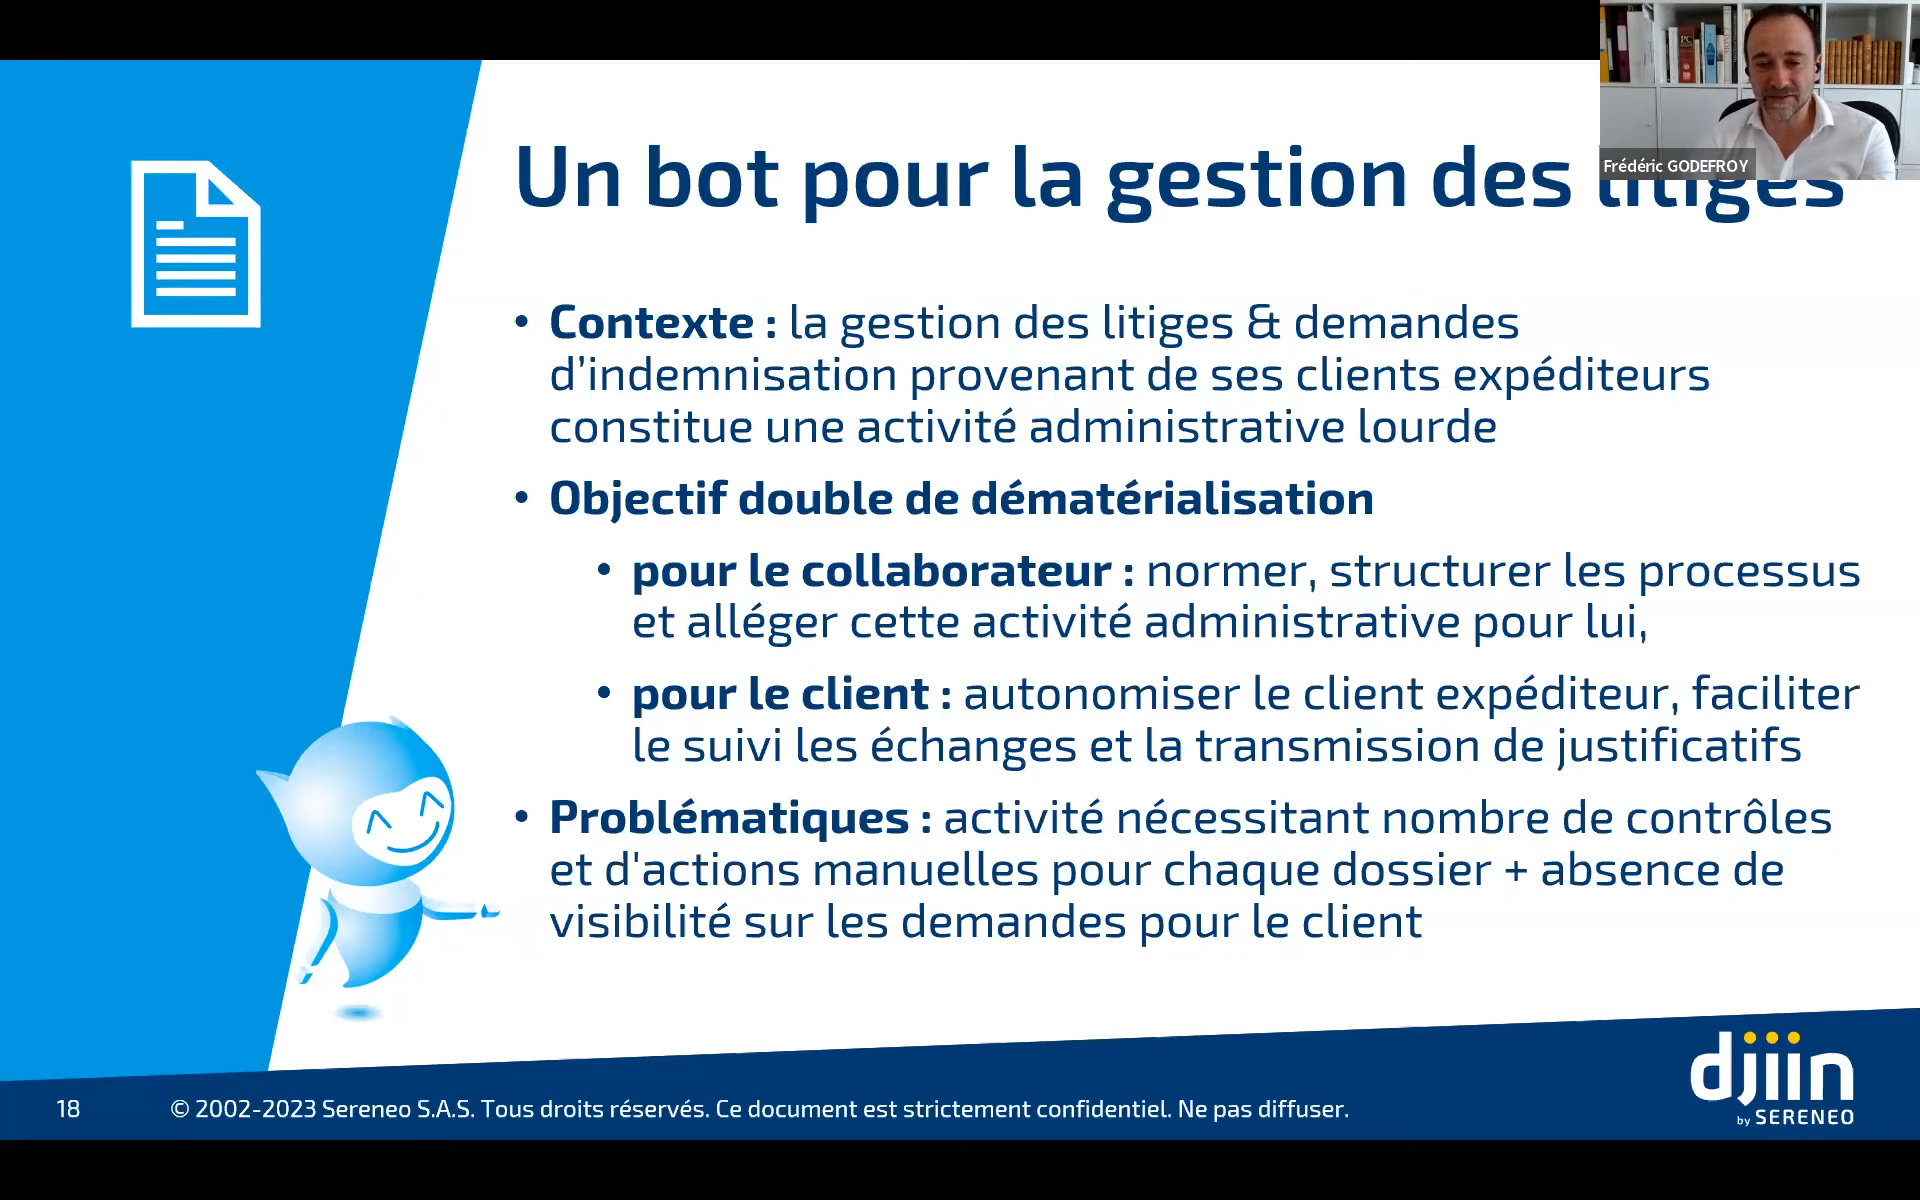 Un bot pour la gestion des litiges
Frédéric GODEFROY
• Contexte : la gestion des litiges & demandes
d’indemnisation provenant de ses clients expéditeurs
constitue une activité administrative lourde
• Objectif double de dématérialisation
• pour le collaborateur : normer, structurer les processus
et alléger cette activité administrative pour lui,
• pour le client : autonomiser le client expéditeur, faciliter
le suivi les échanges et la transmission de justificatifs
• Problématiques : activité nécessitant nombre de contrôles
et d'actions manuelles pour chaque dossier + absence de
visibilité sur les demandes pour le client
18
© 2002-2023 Sereneo S.A.S. Tous droits réservés. Ce document est strictement confidentiel. Ne pas diffuser.
djiin
by SERENEO